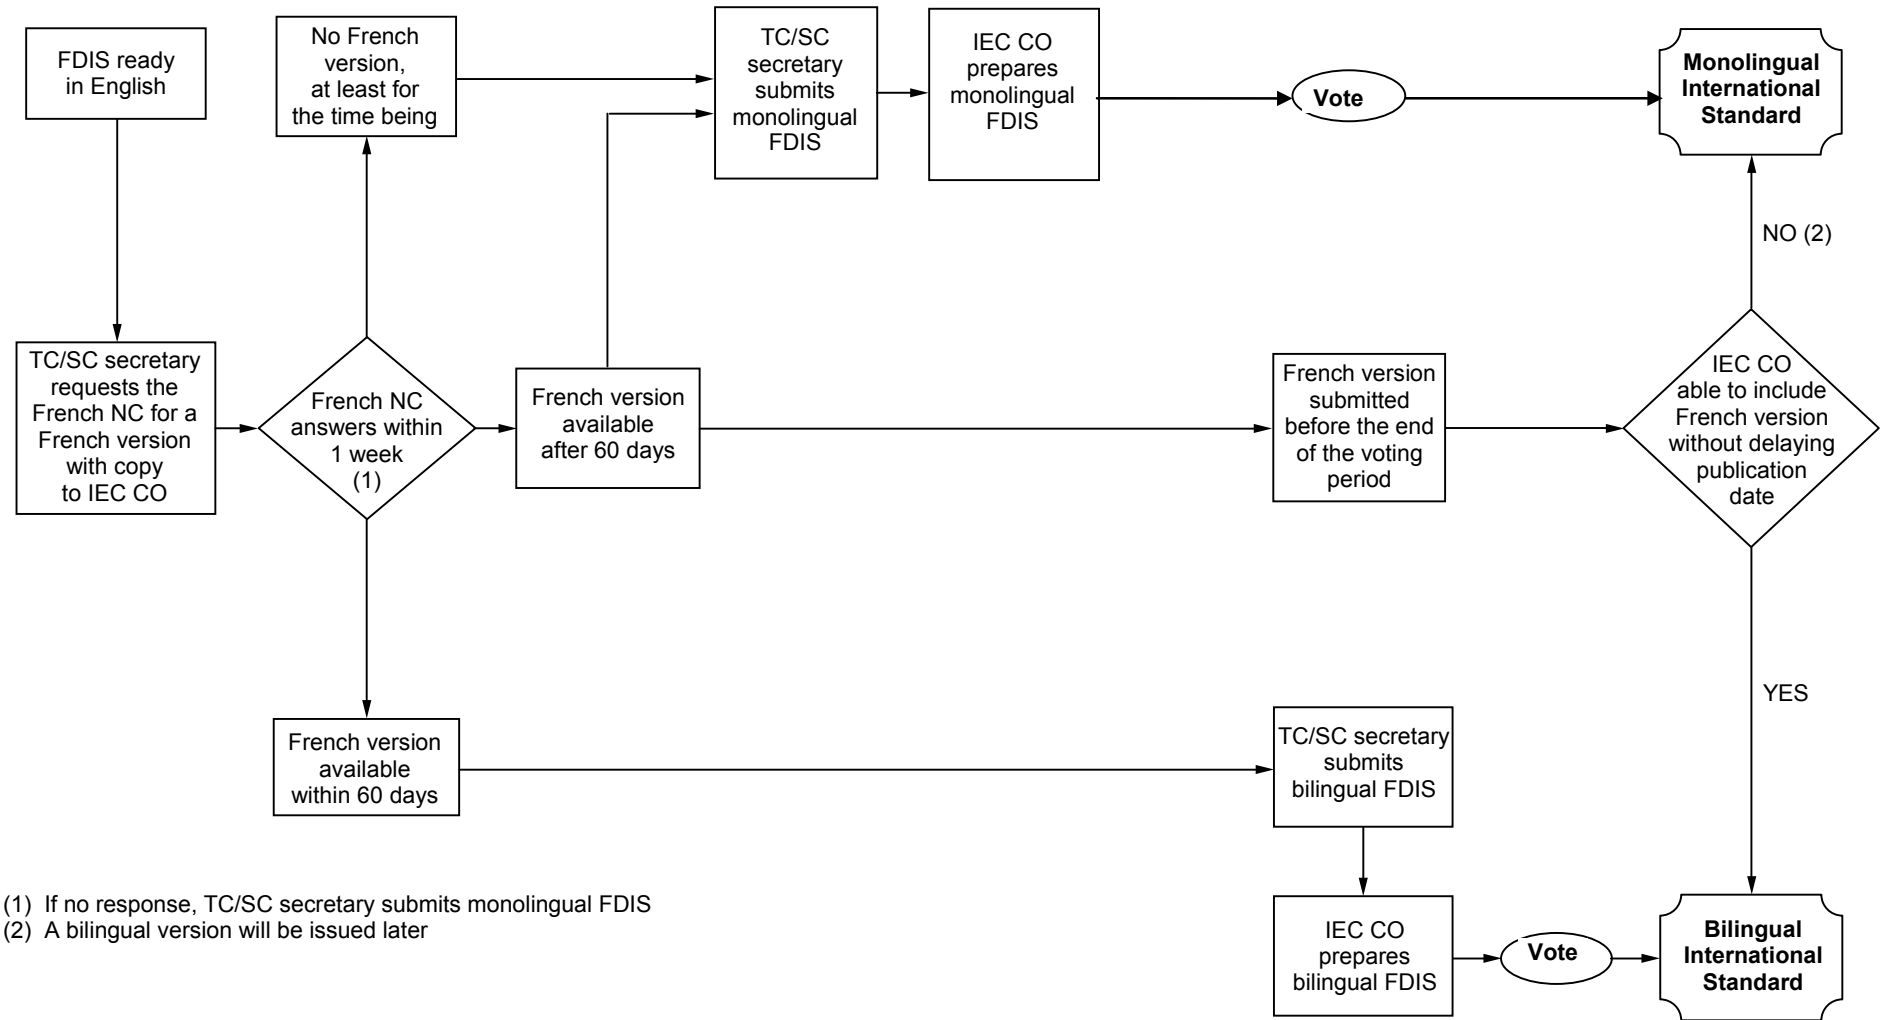 FDIS ready
in English
No French
version,
at least for
the time being
TC/SC
secretary
submits
monolingual
FDIS
IEC CO
prepares
monolingual
FDIS
Vote
Monolingual
International
Standard
NO (2)
TC/SC secretary
requests the
French NC for a
French version
with copy
to IEC CO
French NC
answers within
1 week
(1)
French version
available
after 60 days
French version
submitted
before the end
of the voting
period
IEC CO
able to include
French version
without delaying
publication
date
YES
French version
available
within 60 days
TC/SC secretary
submits
bilingual FDIS
IEC CO
prepares
bilingual FDIS
Vote
Bilingual
International
Standard
(1) If no response, TC/SC secretary submits monolingual FDIS
(2) A bilingual version will be issued later